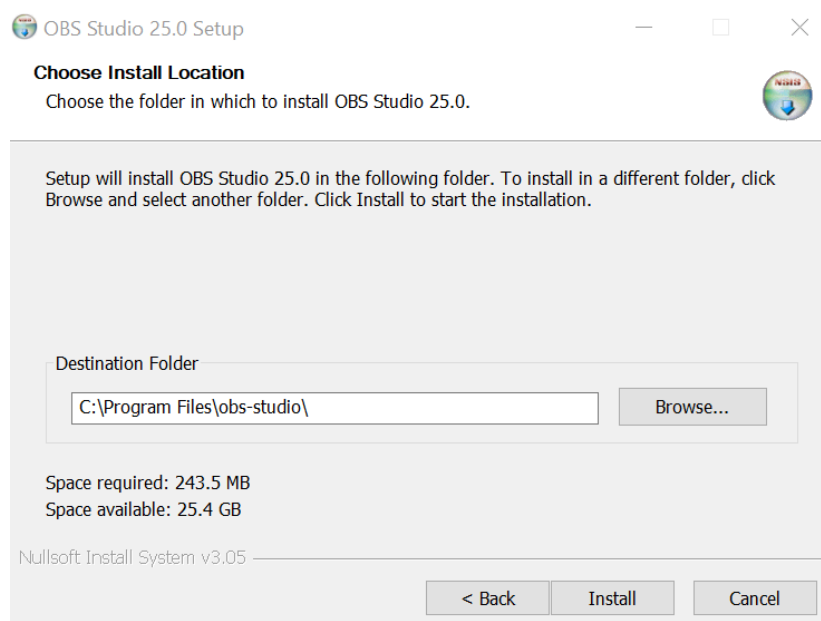 OBS Studio 25.0 Setup
Choose Install Location
Choose the folder in which to install OBS Studio 25.0.
NSIS
Setup will install OBS Studio 25.0 in the following folder. To install in a different folder, click
Browse and select another folder. Click Install to start the installation.
Destination Folder
C:\Program Files\obs-studio\
Browse...
Space required: 243.5 MB
Space available: 25.4 GB
Nullsoft Install System v3.05
< Back
Install
Cancel